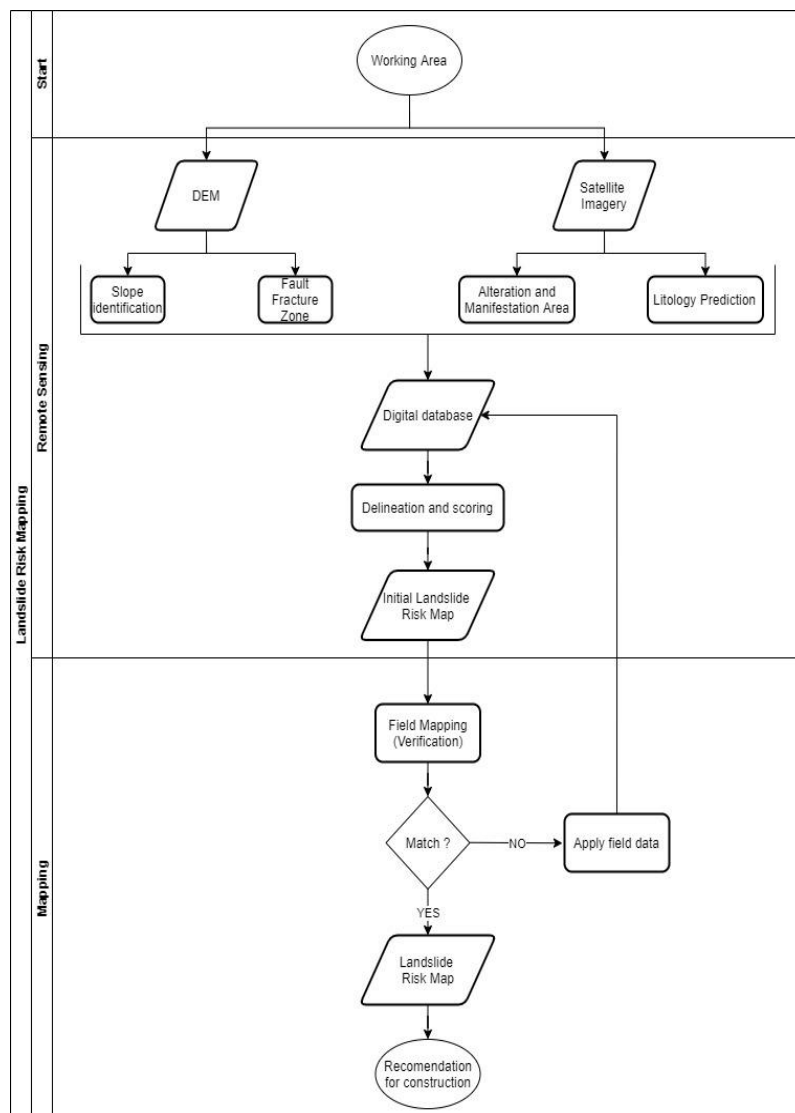 Landslide Risk Mapping
Start
Working Area
Remote Sensing
DEM
Satellite
Imagery
Slope
identification
Fault
Fracture
Zone
Alteration and
Manifestation Area
Litology Prediction
Digital database
Delineation and scoring
Initial Landslide
Risk Map
Mapping
Field Mapping
(Verification)
Match ?
NO
Apply field data
YES
Landslide
Risk Map
Recomendation
for construction